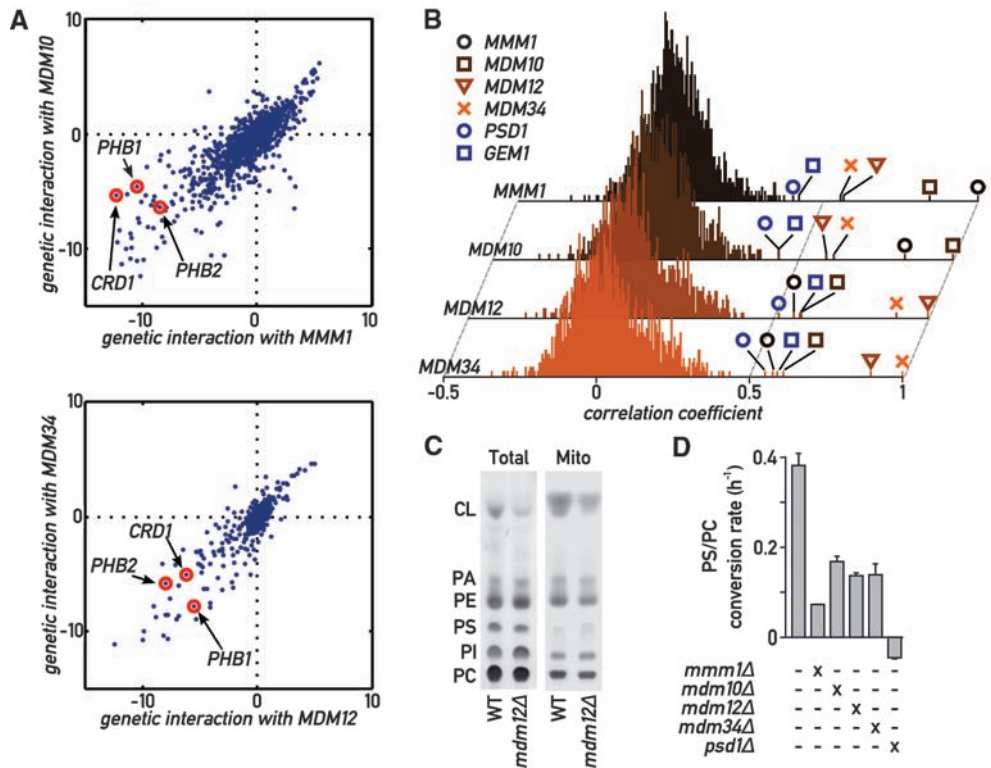 A
10
0
-10
genetic interaction with MDM10
PHB1
CRD1
PHB2
-10 0 10
genetic interaction with MMM1
10
0
-10
genetic interaction with MDM34
CRD1
PHB2
PHB1
-10 0 10
genetic interaction with MDM12
B
MMM1
MDM10
MDM12
MDM34
PSD1
GEM1
MMM1
MDM10
MDM12
MDM34
-0.5 0 0.5 1
correlation coefficient
C
Total Mito
CL
PA
PE
PS
PI
PC
WT
mdm12Δ
WT
mdm12Δ
D
PS/PC
conversion rate (h⁻¹)
0.4
0.2
0
mmm1Δ - x - - - -
mdm10Δ - - x - - -
mdm12Δ - - - x - -
mdm34Δ - - - - x -
psd1Δ - - - - - x